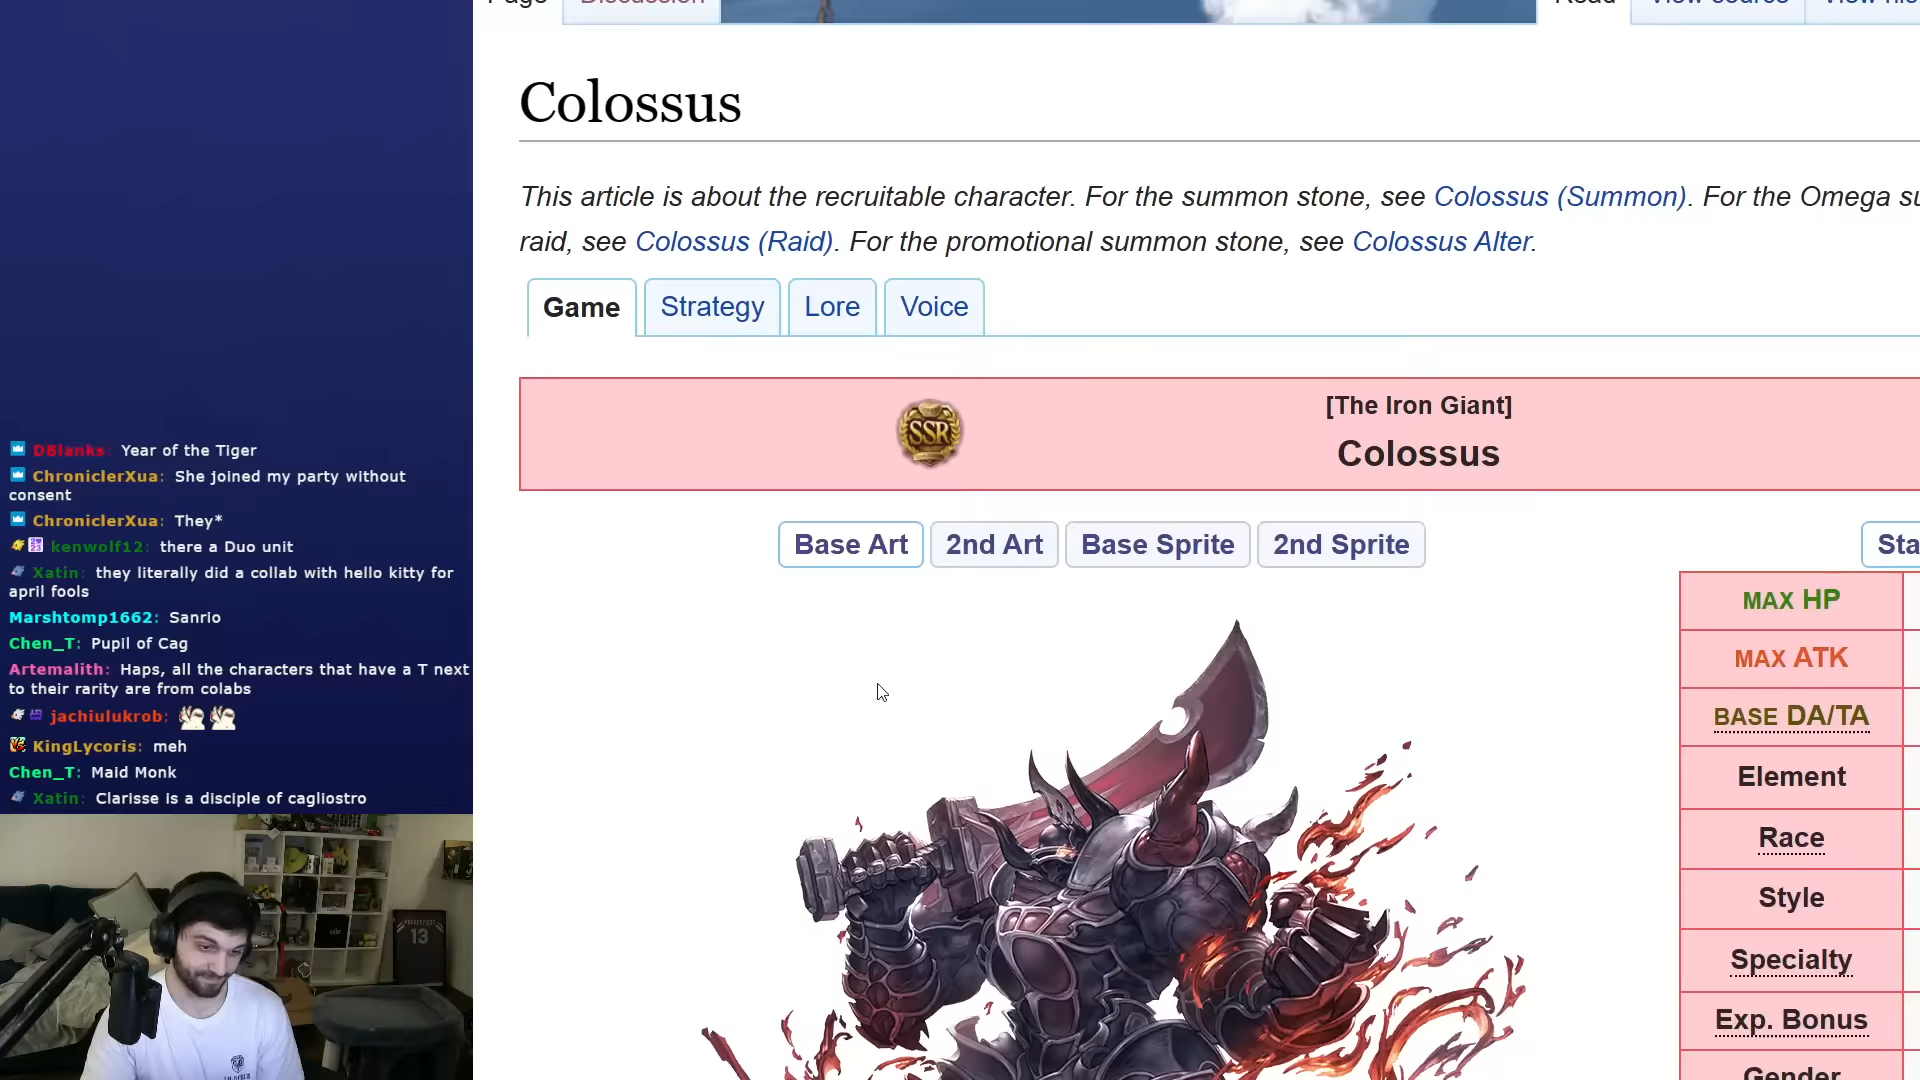 Page
Discussion
Read
View source
Colossus
This article is about the recruitable character. For the summon stone, see Colossus (Summon). For the Omega su
raid, see Colossus (Raid). For the promotional summon stone, see Colossus Alter.
Game
Strategy
Lore
Voice
SSR
[The Iron Giant]
Colossus
Base Art
2nd Art
Base Sprite
2nd Sprite
Sta
MAX HP
MAX ATK
BASE DA/TA
Element
Race
Style
Specialty
Exp. Bonus
Gender
DBlanks: Year of the Tiger
ChroniclerXua: She joined my party without
consent
ChroniclerXua: They*
kenwolf12: there a Duo unit
Xatin: they literally did a collab with hello kitty for
april fools
Marshtomp1662: Sanrio
Chen_T: Pupil of Cag
Artemalith: Haps, all the characters that have a T next
to their rarity are from colabs
jachiulukrob:
KingLycoris: meh
Chen_T: Maid Monk
Xatin: Clarisse is a disciple of cagliostro
13